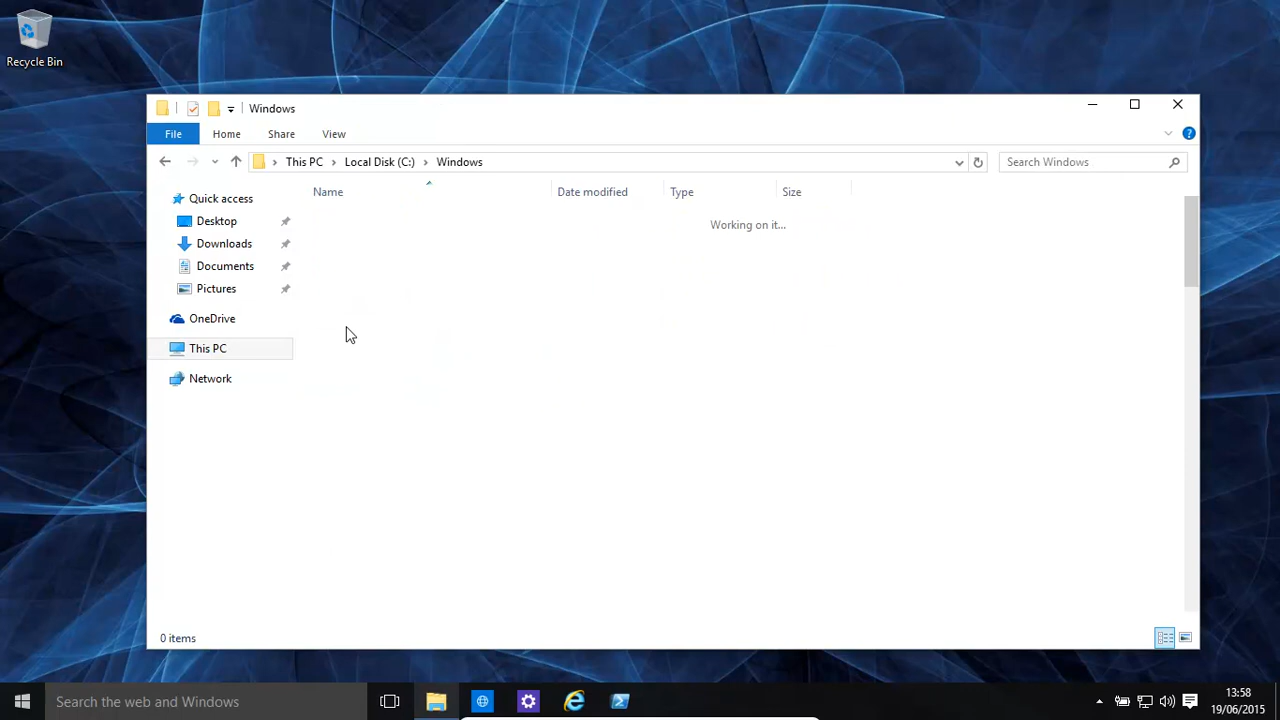 Recycle Bin
Windows
File Home Share View
This PC Local Disk (C:) Windows
Search Windows
Name Date modified Type Size
Working on it...
Quick access
Desktop
Downloads
Documents
Pictures
OneDrive
This PC
Network
0 items
Search the web and Windows
13:58
19/06/2015